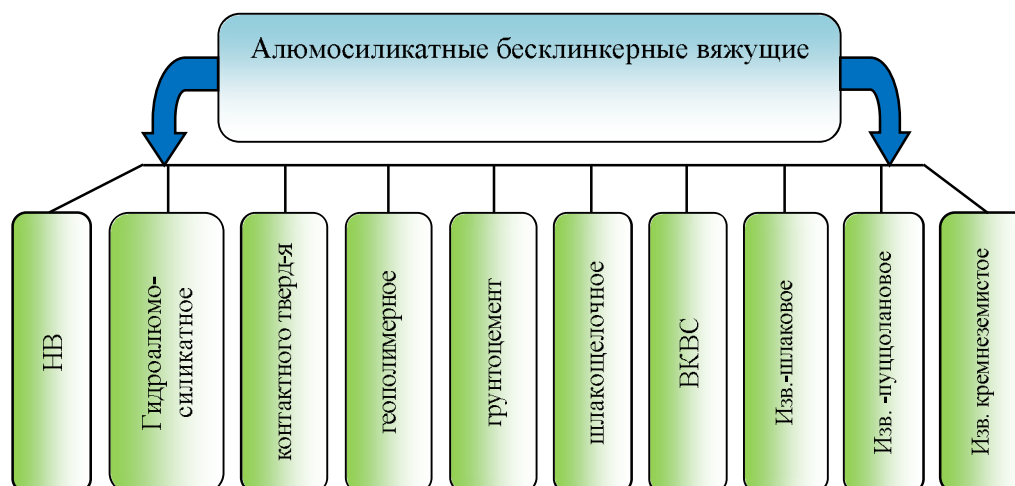 Алюмосиликатные бесклинкерные вяжущие
НВ
Гидроалюмо-
силикатное
контактного тверд-я
геополимерное
грунтоцемент
шлакощелочное
ВКВС
Изв.-шлаковое
Изв. -пуццолановое
Изв. кремнеземистое